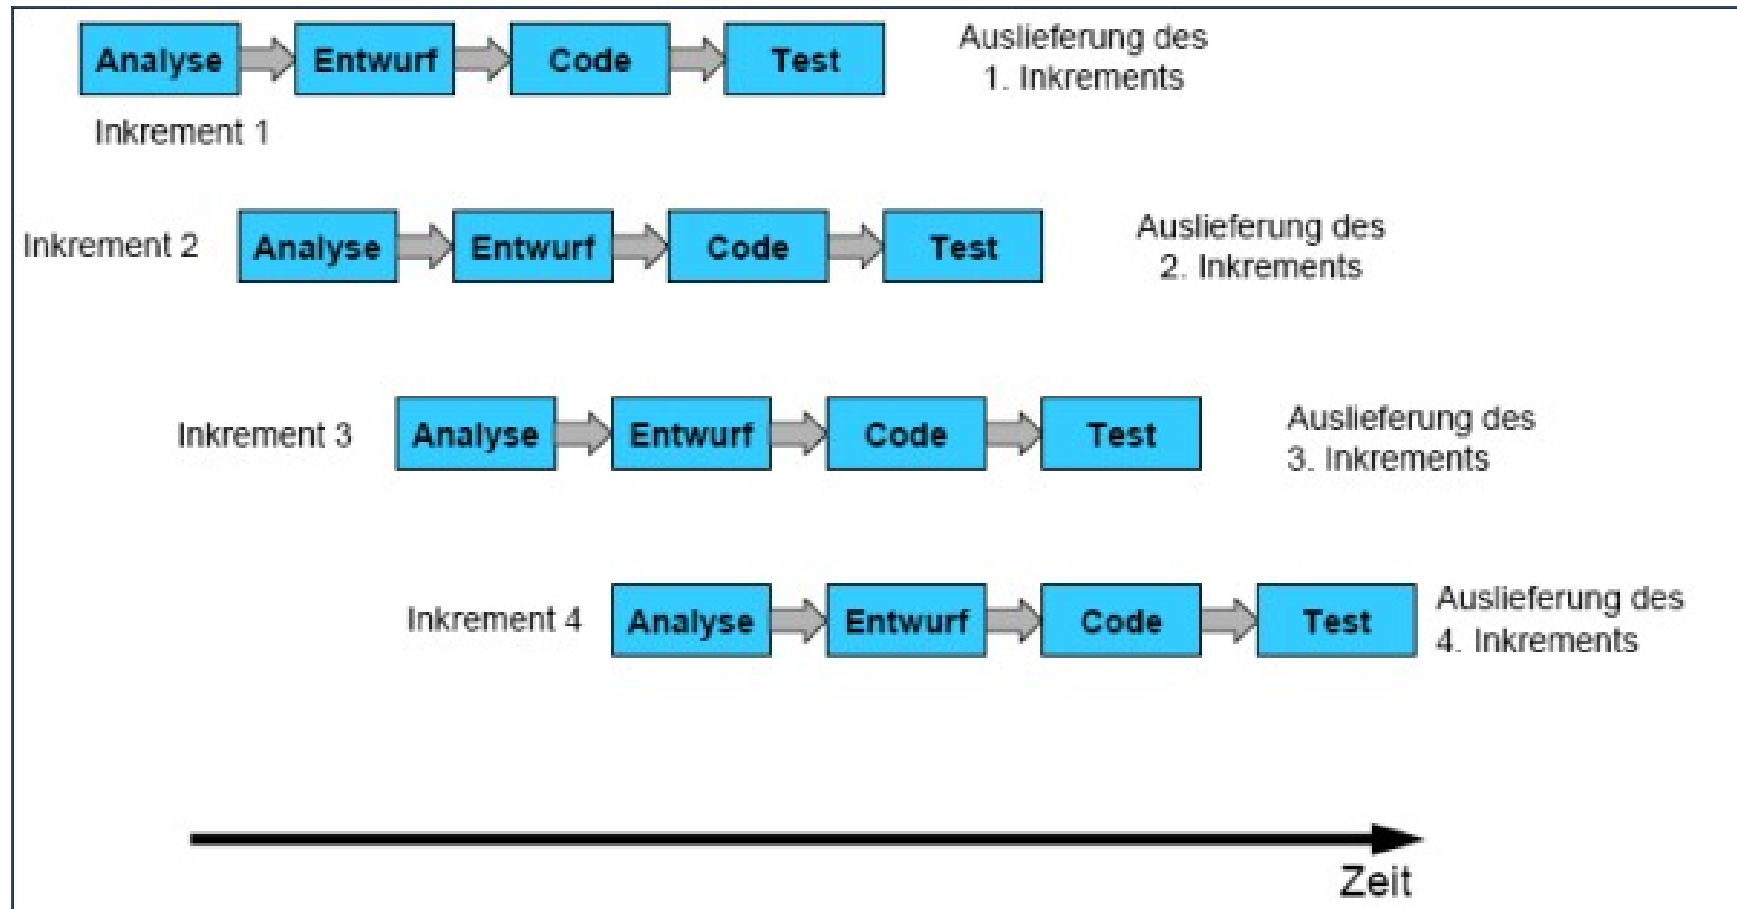 Analyse Entwurf Code Test
Auslieferung des
1. Inkrements
Inkrement 1
Inkrement 2
Analyse Entwurf Code Test
Auslieferung des
2. Inkrements
Inkrement 3
Analyse Entwurf Code Test
Auslieferung des
3. Inkrements
Inkrement 4
Analyse Entwurf Code Test
Auslieferung des
4. Inkrements
Zeit